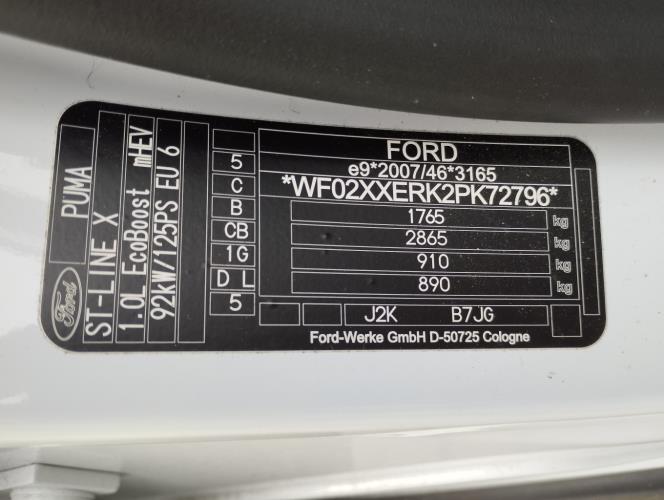 Ford
PUMA
ST-LINE X
1.0L EcoBoost mHEV
92kW/125PS EU 6
5
C
B
CB
1G
D L
5
FORD
e9*2007/46*3165
*WF02XXERK2PK72796*
1765 kg
2865 kg
910 kg
890 kg
J2K B7JG
Ford-Werke GmbH D-50725 Cologne